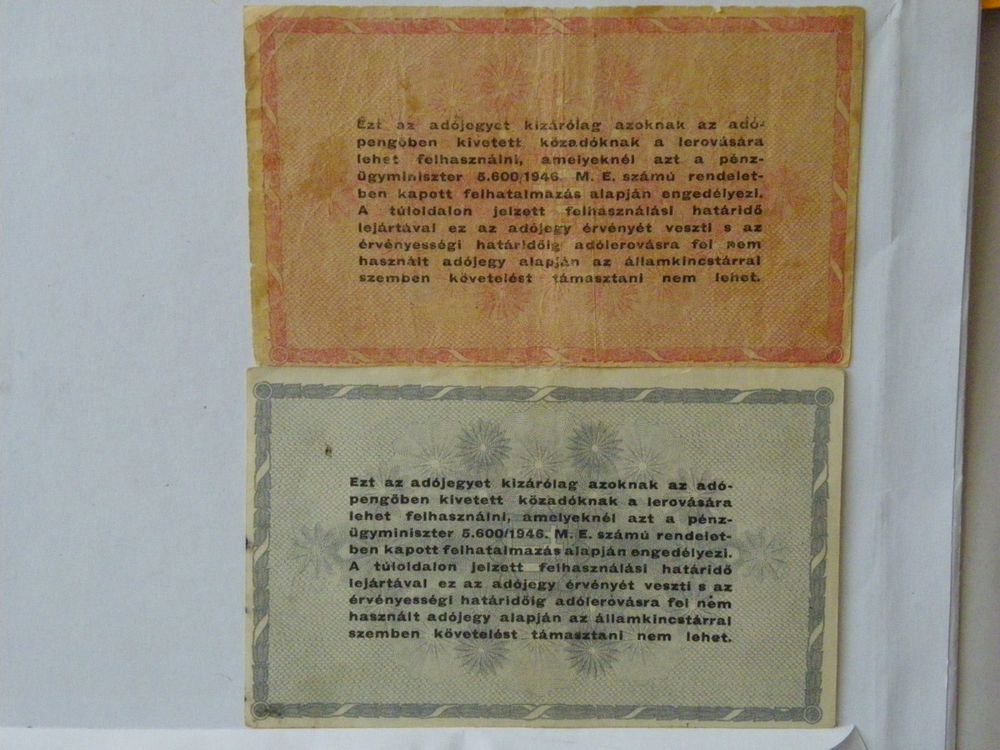 Ezt az adójegyet kizárólag azoknak az adó-
pengőben kivetett közadóknak a lerovására
lehet felhasználni, amelyeknél azt a pénz-
ügyminiszter 5.600/1946. M. E. számú rendelet-
ben kapott felhatalmazás alapján engedélyezi.
A túloldalon jelzett felhasználási határidő
lejártával ez az adójegy érvényét veszti s az
érvényességi határidőig adólerovásra fel nem
használt adójegy alapján az államkincstárral
szemben követelést támasztani nem lehet.
Ezt az adójegyet kizárólag azoknak az adó-
pengőben kivetett közadóknak a lerovására
lehet felhasználni, amelyeknél azt a pénz-
ügyminiszter 5.600/1946. M. E. számú rendelet-
ben kapott felhatalmazás alapján engedélyezi.
A túloldalon jelzett felhasználási határidő
lejártával ez az adójegy érvényét veszti s az
érvényességi határidőig adólerovásra fel nem
használt adójegy alapján az államkincstárral
szemben követelést támasztani nem lehet.